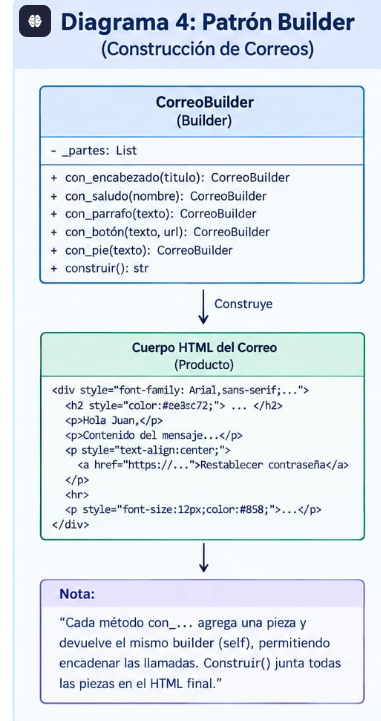 Diagrama 4: Patrón Builder
(Construcción de Correos)
CorreoBuilder
(Builder)
- _partes: List
+ con_encabezado(titulo): CorreoBuilder
+ con_saludo(nombre): CorreoBuilder
+ con_parrafo(texto): CorreoBuilder
+ con_botón(texto, url): CorreoBuilder
+ con_pie(texto): CorreoBuilder
+ construir(): str
Construye
Cuerpo HTML del Correo
(Producto)
<div style="font-family: Arial,sans-serif;...">
<h2 style="color:#ee3cc72;"> ... </h2>
<p>Hola Juan,</p>
<p>Contenido del mensaje...</p>
<p style="text-align:center;">
<a href="https://...">Restablecer contraseña</a>
</p>
<hr>
<p style="font-size:12px;color:#858;">...</p>
</div>
Nota:
“Cada método con_... agrega una pieza y
devuelve el mismo builder (self), permitiendo
encadenar las llamadas. Construir() junta todas
las piezas en el HTML final.”